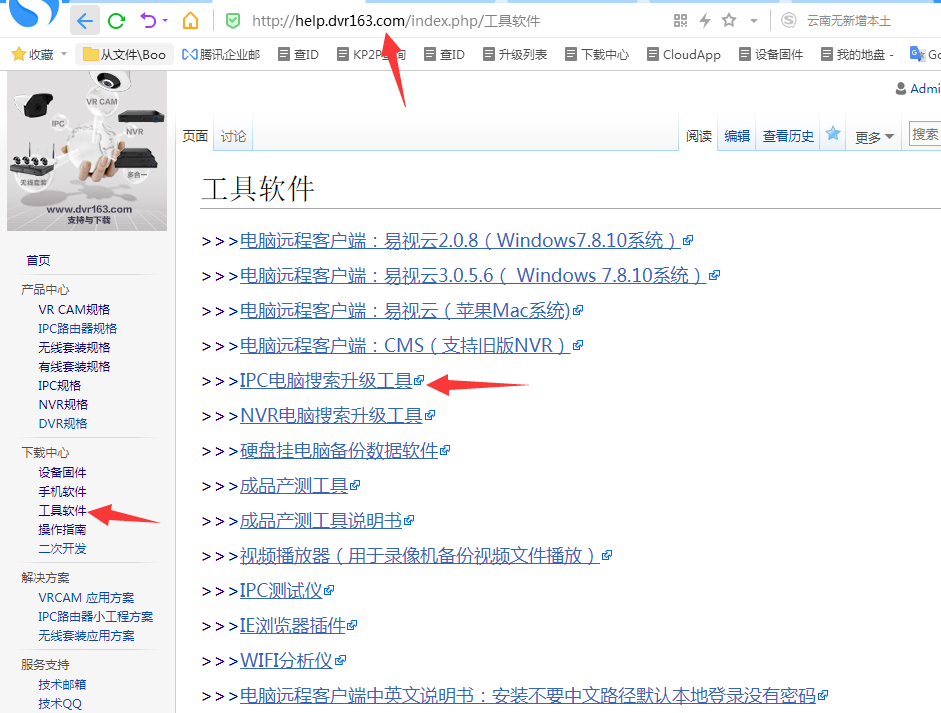 http://help.dvr163.com/index.php/工具软件
云南无新增本土
收藏
从文件\Boo
腾讯企业邮
查ID
KP2P查询
查ID
升级列表
下载中心
CloudApp
设备固件
我的地盘 -
VR CAM
IPC
NVR
无线套装
多合一
www.dvr163.com
支持与下载
Admi
页面
讨论
阅读
编辑
查看历史
更多
搜索
工具软件
>>>电脑远程客户端：易视云2.0.8（Windows7.8.10系统）
>>>电脑远程客户端：易视云3.0.5.6（ Windows 7.8.10系统）
>>>电脑远程客户端：易视云（苹果Mac系统)
>>>电脑远程客户端：CMS（支持旧版NVR ）
>>>IPC电脑搜索升级工具
>>>NVR电脑搜索升级工具
>>>硬盘挂电脑备份数据软件
>>>成品产测工具
>>>成品产测工具说明书
>>>视频播放器（用于录像机备份视频文件播放）
>>>IPC测试仪
>>>IE浏览器插件
>>>WIFI分析仪
>>>电脑远程客户端中英文说明书：安装不要中文路径默认本地登录没有密码
首页
产品中心
VR CAM规格
IPC路由器规格
无线套装规格
有线套装规格
IPC规格
NVR规格
DVR规格
下载中心
设备固件
手机软件
工具软件
操作指南
二次开发
解决方案
VRCAM 应用方案
IPC路由器小工程方案
无线套装应用方案
服务支持
技术邮箱
技术QQ